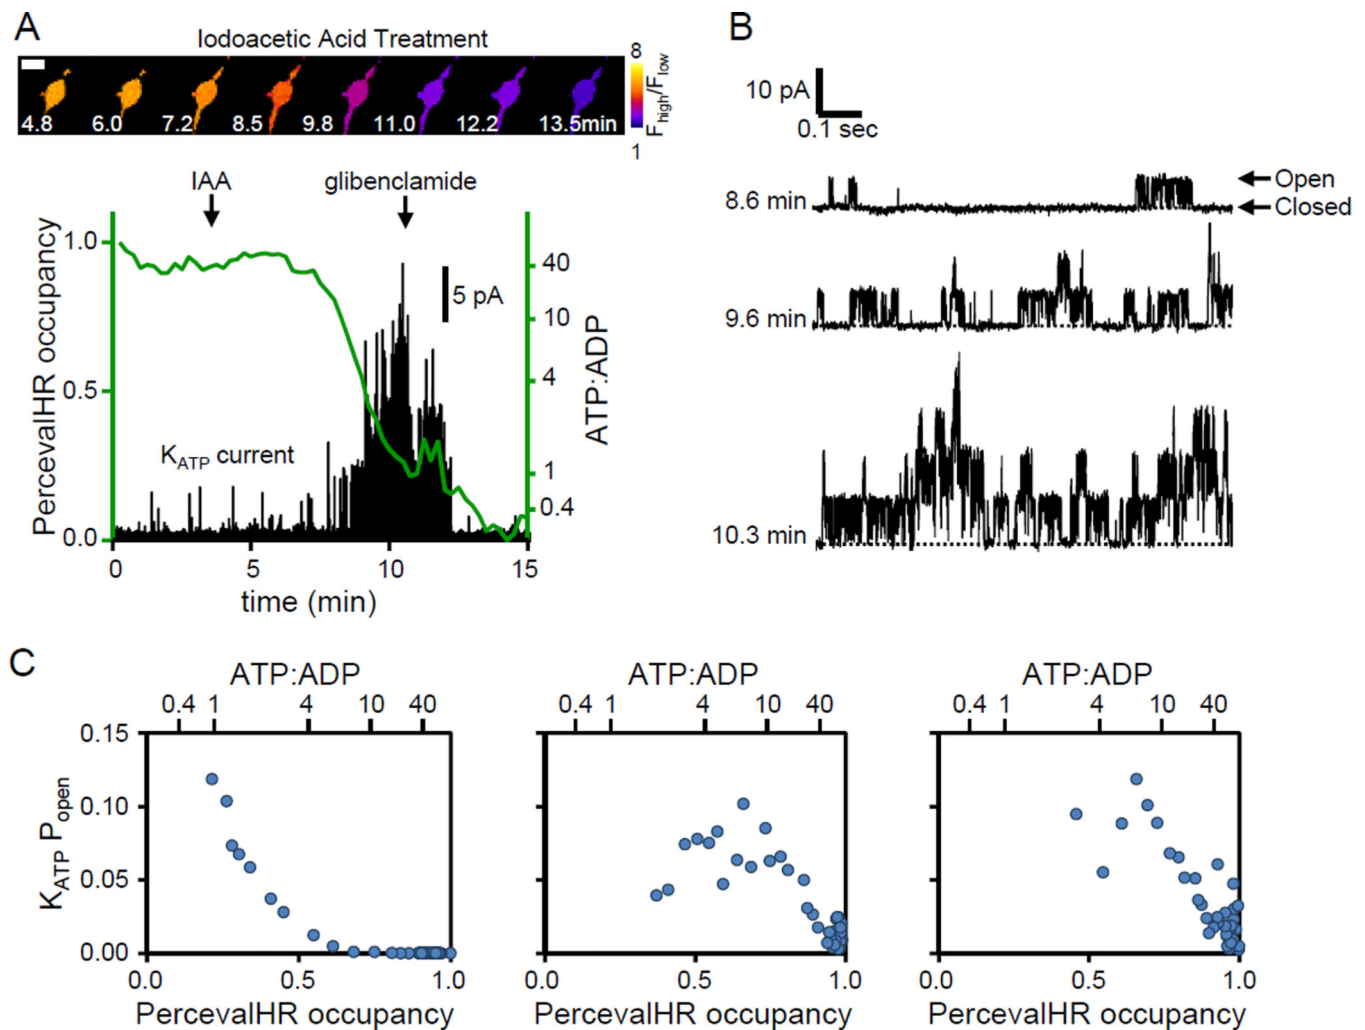 A
Iodoacetic Acid Treatment
8
F_high/F_low
1
4.8 6.0 7.2 8.5 9.8 11.0 12.2 13.5min
IAA glibenclamide
PercevalHR occupancy
1.0
0.5
0.0
5 pA
K_ATP current
40
10
4
1
0.4
ATP:ADP
0 5 10 15
time (min)
B
10 pA
0.1 sec
8.6 min
Open
Closed
9.6 min
10.3 min
C
ATP:ADP ATP:ADP ATP:ADP
0.4 1 4 10 40 0.4 1 4 10 40 0.4 1 4 10 40
K_ATP P_open
0.15
0.10
0.05
0.00
0.0 0.5 1.0 0.0 0.5 1.0 0.0 0.5 1.0
PercevalHR occupancy PercevalHR occupancy PercevalHR occupancy